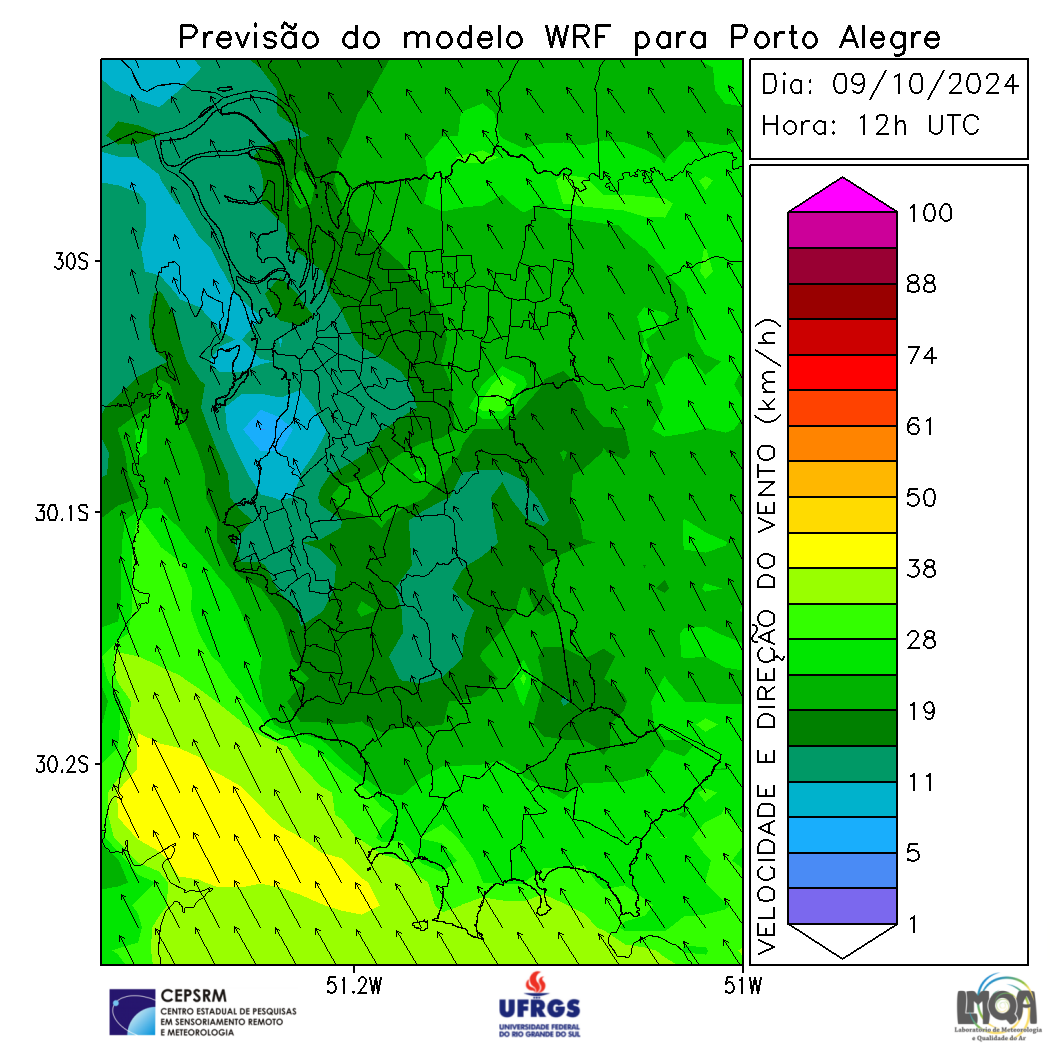 Previsão do modelo WRF para Porto Alegre
Dia: 09/10/2024
Hora: 12h UTC
30S
30.1S
30.2S
51.2W
51W
VELOCIDADE E DIREÇÃO DO VENTO (km/h)
100
88
74
61
50
38
28
19
11
5
1
CEPSRM
CENTRO ESTADUAL DE PESQUISAS
EM SENSORIAMENTO REMOTO
E METEOROLOGIA
UFRGS
UNIVERSIDADE FEDERAL
DO RIO GRANDE DO SUL
LMQA
Laboratório de Meteorologia
e Qualidade do Ar